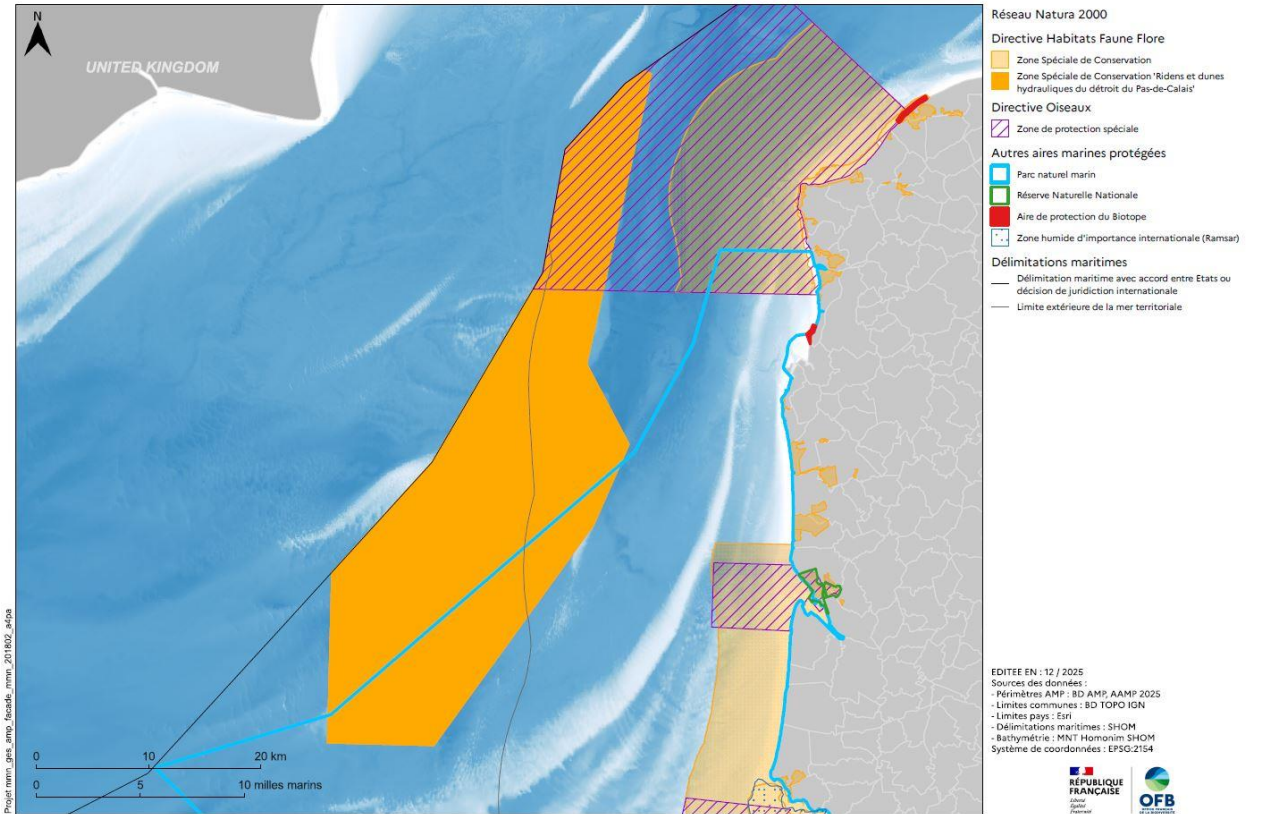 N
UNITED KINGDOM
0 10 20 km
0 5 10 milles marins
Projet mmn_ges_amp_facade_mmn_201802_a4pa
Réseau Natura 2000
Directive Habitats Faune Flore
Zone Spéciale de Conservation
Zone Spéciale de Conservation 'Ridens et dunes
hydrauliques du détroit du Pas-de-Calais'
Directive Oiseaux
Zone de protection spéciale
Autres aires marines protégées
Parc naturel marin
Réserve Naturelle Nationale
Aire de protection du Biotope
Zone humide d'importance internationale (Ramsar)
Délimitations maritimes
Délimitation maritime avec accord entre Etats ou
décision de juridiction internationale
Limite extérieure de la mer territoriale
EDITEE EN : 12 / 2025
Sources des données :
- Périmètres AMP : BD AMP, AAMP 2025
- Limites communes : BD TOPO IGN
- Limites pays : Esri
- Délimitations maritimes : SHOM
- Bathymétrie : MNT Homonim SHOM
Système de coordonnées : EPSG:2154
RÉPUBLIQUE
FRANÇAISE
Liberté
Égalité
Fraternité
OFB